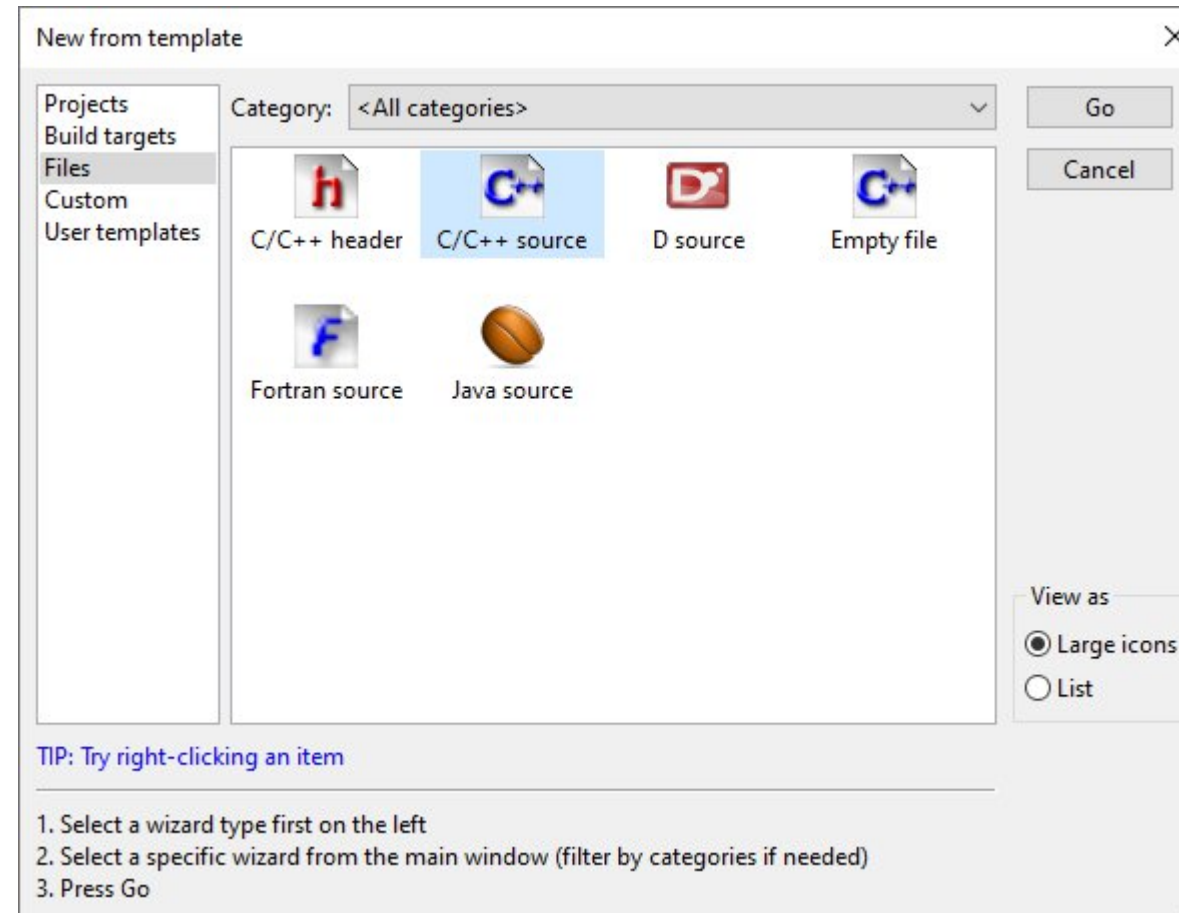 New from template
Projects
Build targets
Files
Custom
User templates
Category: <All categories>
h
C++
D
C++
C/C++ header
C/C++ source
D source
Empty file
F
Fortran source
Java source
Go
Cancel
View as
Large icons
List
TIP: Try right-clicking an item
1. Select a wizard type first on the left
2. Select a specific wizard from the main window (filter by categories if needed)
3. Press Go